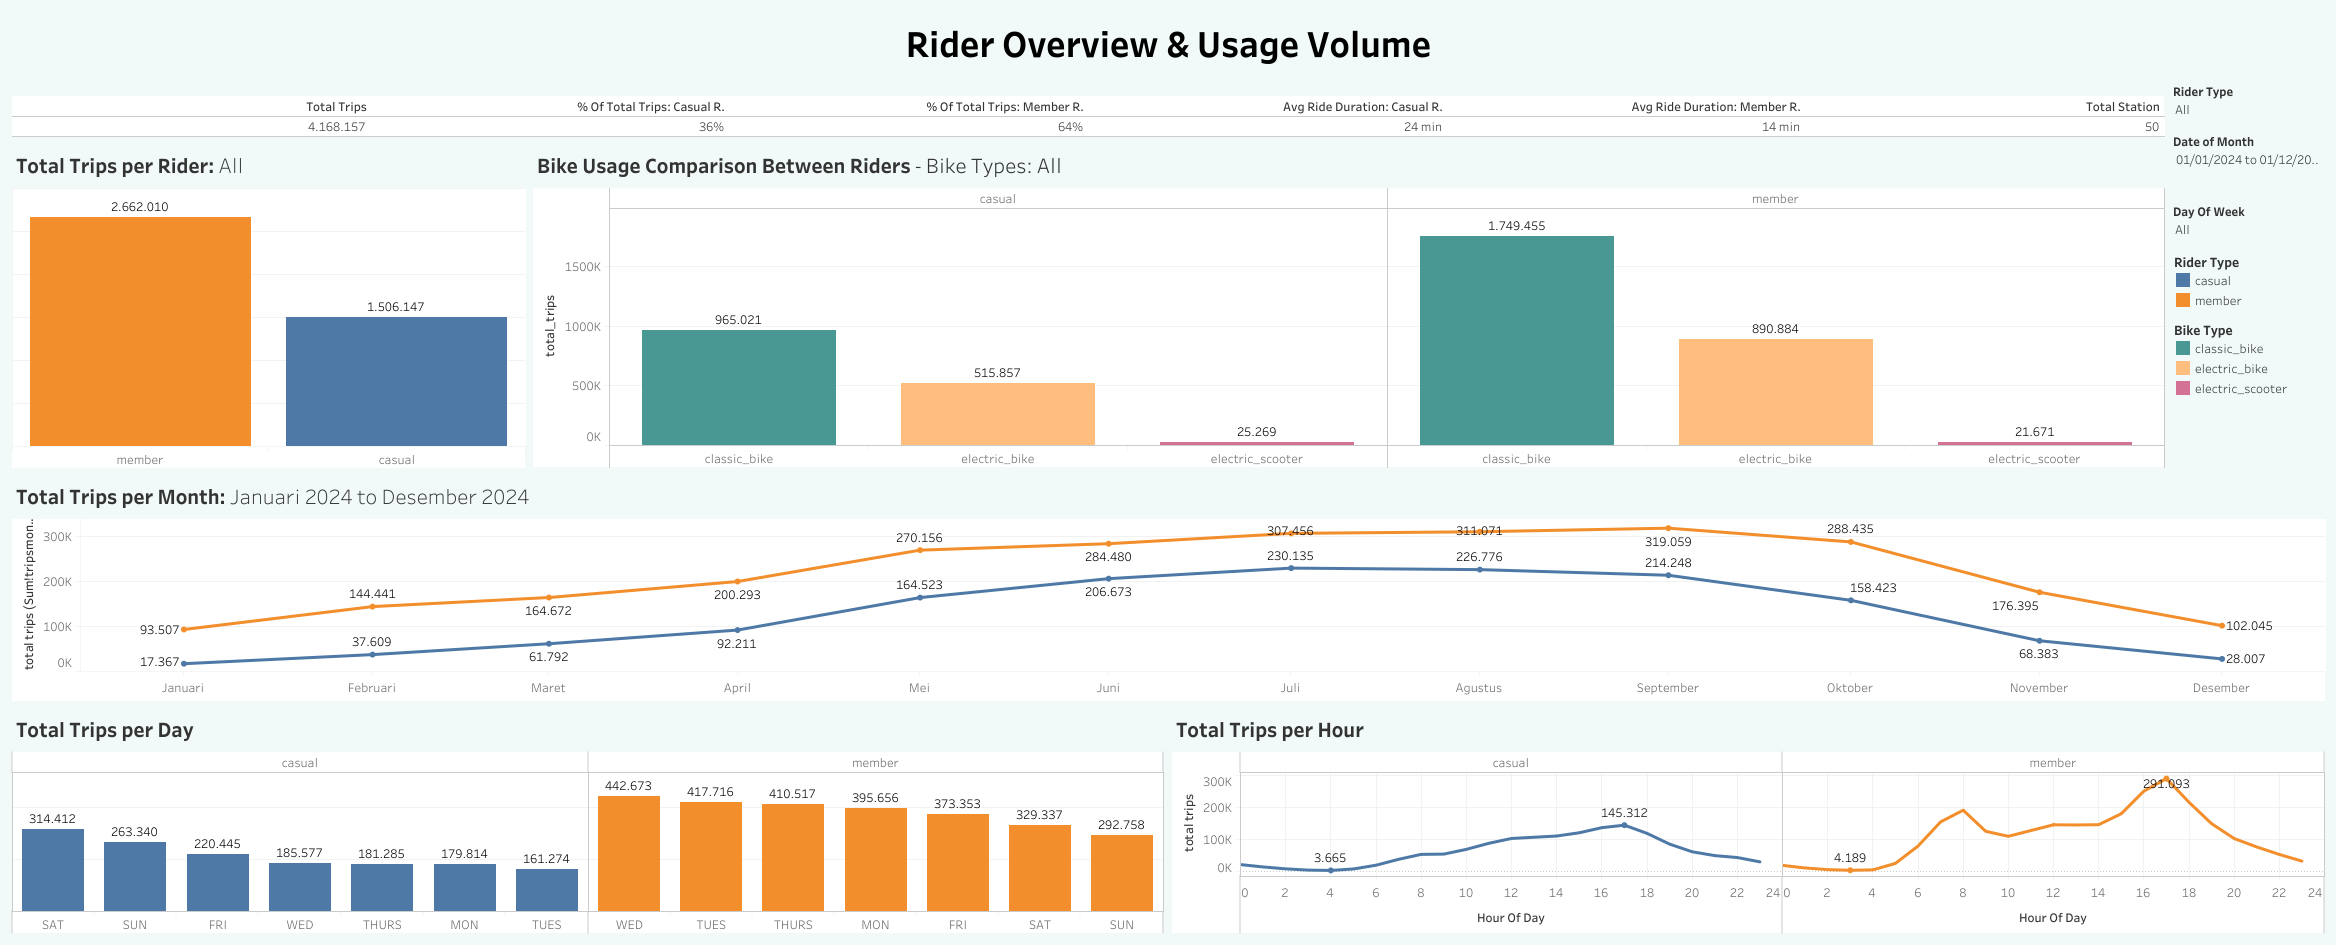 Rider Overview & Usage Volume
Total Trips % Of Total Trips: Casual R. % Of Total Trips: Member R. Avg Ride Duration: Casual R. Avg Ride Duration: Member R. Total Station
4.168.157 36% 64% 24 min 14 min 50
Rider Type
All
Date of Month
01/01/2024 to 01/12/20..
Day Of Week
All
Rider Type
casual
member
Bike Type
classic_bike
electric_bike
electric_scooter
Total Trips per Rider: All
2.662.010
1.506.147
member casual
Bike Usage Comparison Between Riders - Bike Types: All
casual member
total_trips
1500K
1000K
500K
0K
965.021 515.857 25.269 1.749.455 890.884 21.671
classic_bike electric_bike electric_scooter classic_bike electric_bike electric_scooter
Total Trips per Month: Januari 2024 to Desember 2024
total trips (Sum!tripsmon..
300K
200K
100K
0K
93.507 144.441 164.672 200.293 270.156 284.480 307.456 311.071 319.059 288.435 176.395 102.045
17.367 37.609 61.792 92.211 164.523 206.673 230.135 226.776 214.248 158.423 68.383 28.007
Januari Februari Maret April Mei Juni Juli Agustus September Oktober November Desember
Total Trips per Day
casual member
314.412 263.340 220.445 185.577 181.285 179.814 161.274 442.673 417.716 410.517 395.656 373.353 329.337 292.758
SAT SUN FRI WED THURS MON TUES WED TUES THURS MON FRI SAT SUN
Total Trips per Hour
casual member
total trips
300K
200K
100K
0K
3.665 145.312 4.189 291.093
0 2 4 6 8 10 12 14 16 18 20 22 24 0 2 4 6 8 10 12 14 16 18 20 22 24
Hour Of Day Hour Of Day